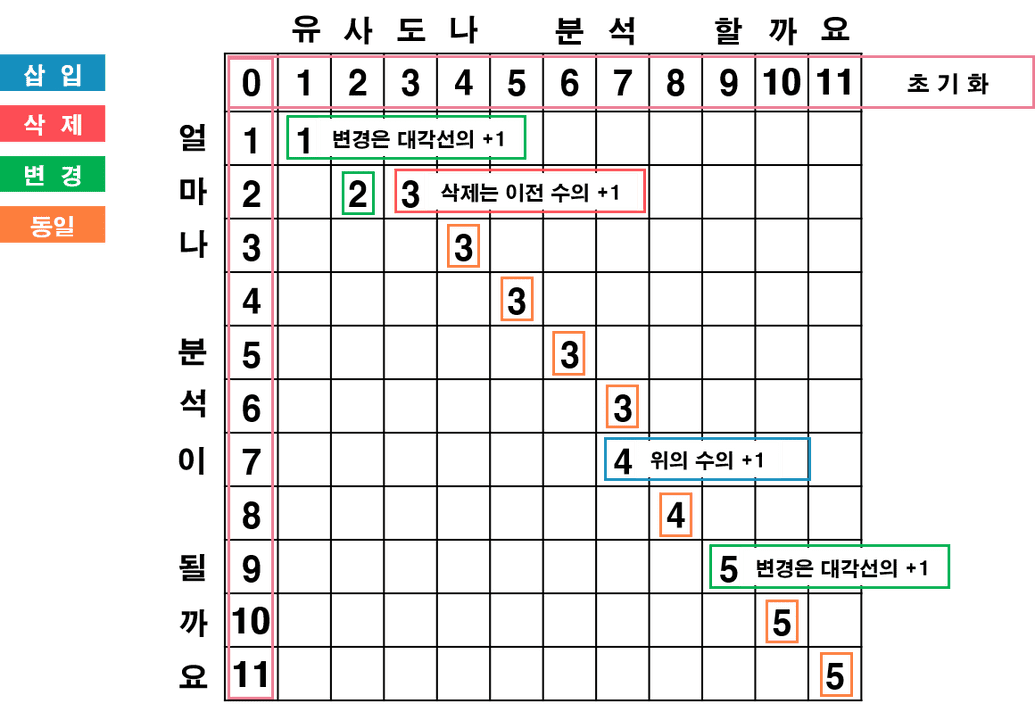 유 사 도 나 분 석 할 까 요
삽 입
삭 제
변 경
동일
0 1 2 3 4 5 6 7 8 9 10 11 초 기 화
얼 1 1 변경은 대각선의 +1
마 2 2 3 삭제는 이전 수의 +1
나 3 3
4 3
분 5 3
석 6 3
이 7 4 위의 수의 +1
8 4
될 9 5 변경은 대각선의 +1
까 10 5
요 11 5